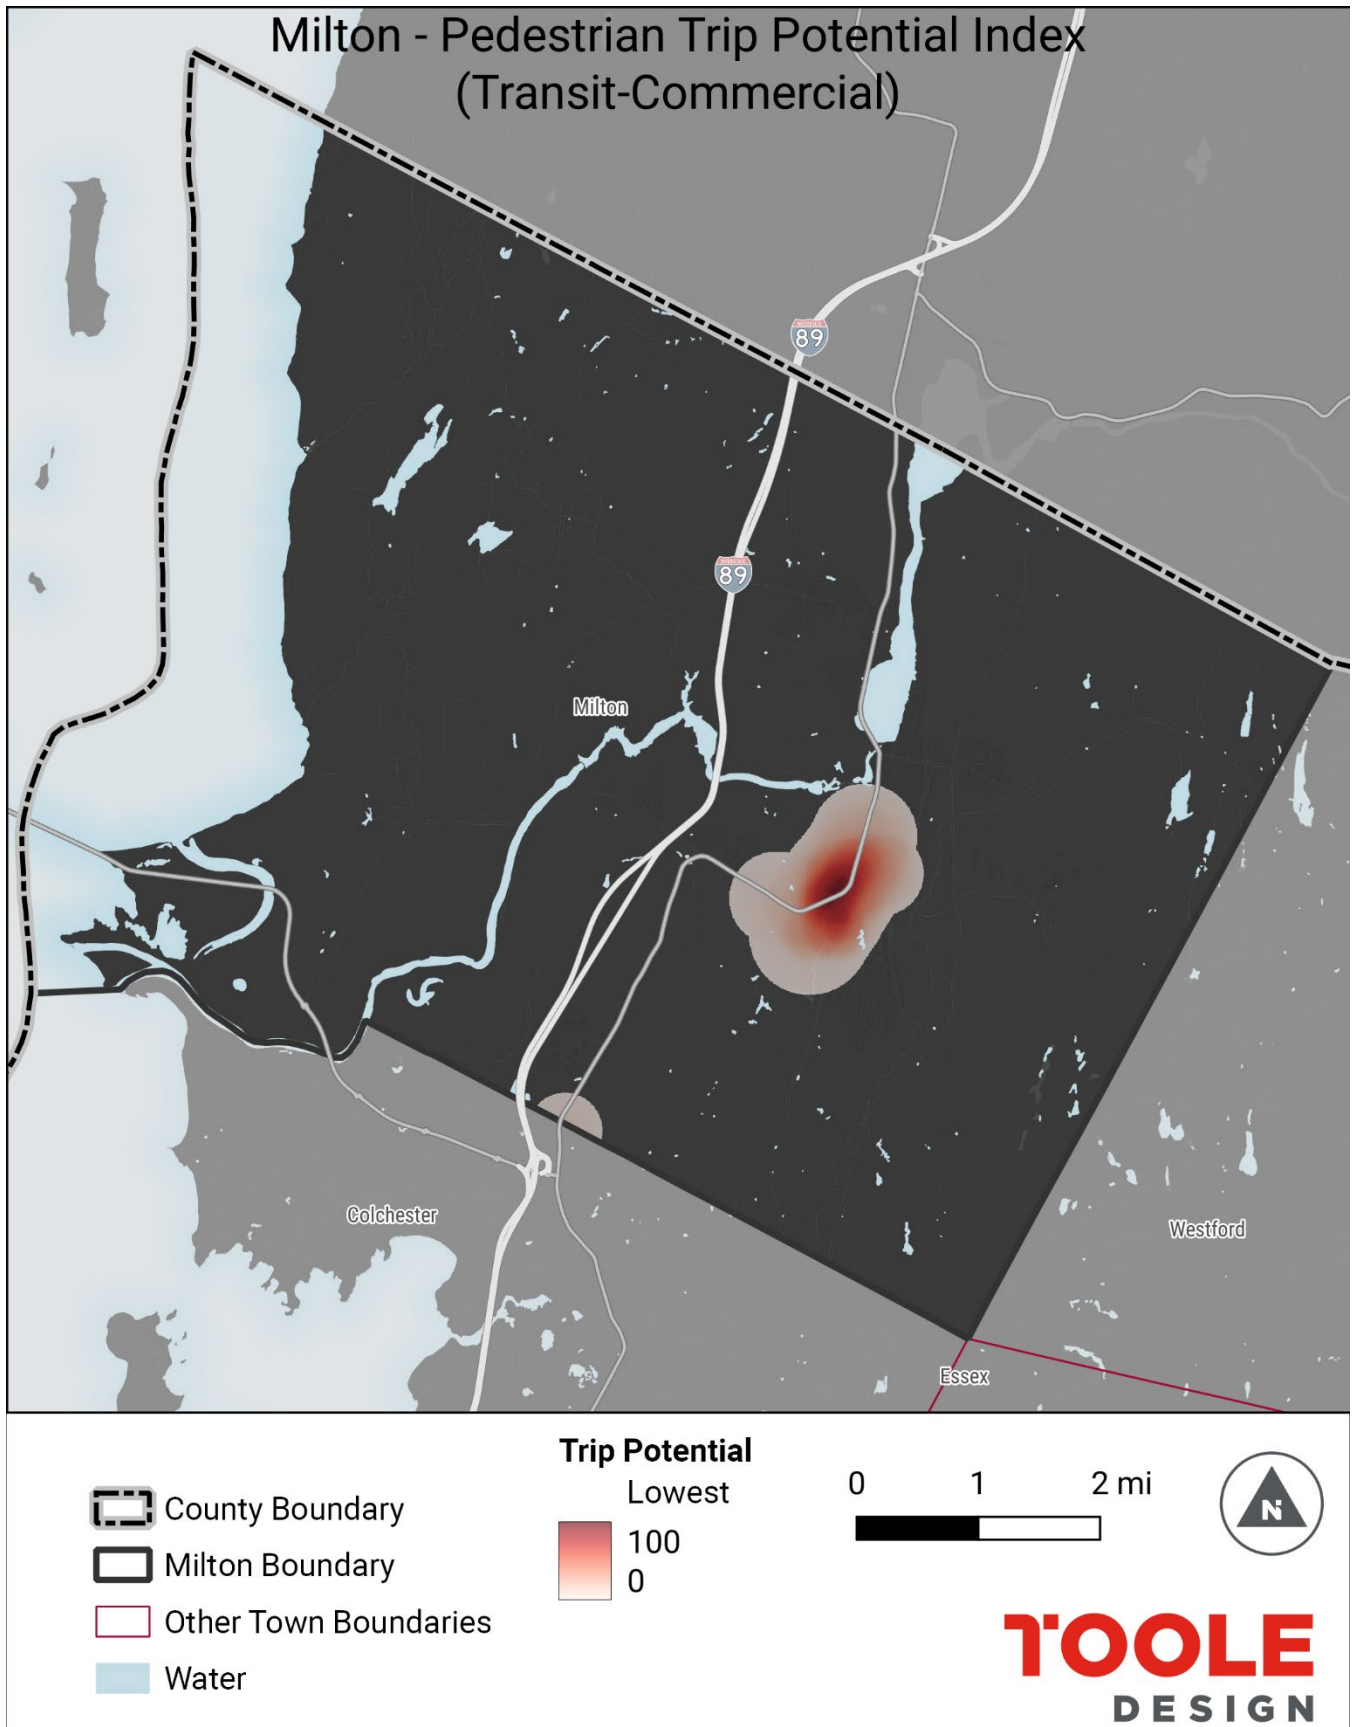 Milton - Pedestrian Trip Potential Index
(Transit-Commercial)
89
89
Milton
Colchester
Westford
Essex
Trip Potential
Lowest
100
0
County Boundary
Milton Boundary
Other Town Boundaries
Water
0 1 2 mi
N
TOOLE
DESIGN